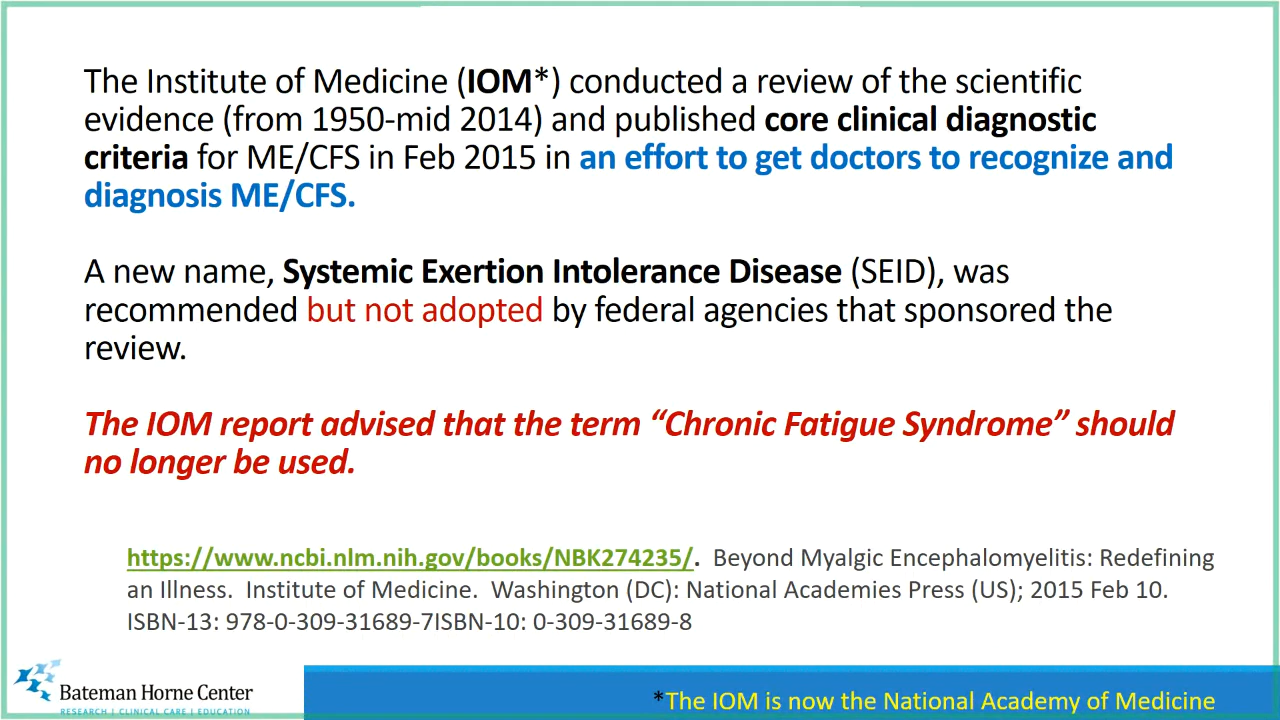 The Institute of Medicine (IOM*) conducted a review of the scientific
evidence (from 1950-mid 2014) and published core clinical diagnostic
criteria for ME/CFS in Feb 2015 in an effort to get doctors to recognize and
diagnosis ME/CFS.
A new name, Systemic Exertion Intolerance Disease (SEID), was
recommended but not adopted by federal agencies that sponsored the
review.
The IOM report advised that the term “Chronic Fatigue Syndrome” should
no longer be used.
https://www.ncbi.nlm.nih.gov/books/NBK274235/. Beyond Myalgic Encephalomyelitis: Redefining
an Illness. Institute of Medicine. Washington (DC): National Academies Press (US); 2015 Feb 10.
ISBN-13: 978-0-309-31689-7ISBN-10: 0-309-31689-8
Bateman Horne Center
RESEARCH | CLINICAL CARE | EDUCATION
*The IOM is now the National Academy of Medicine